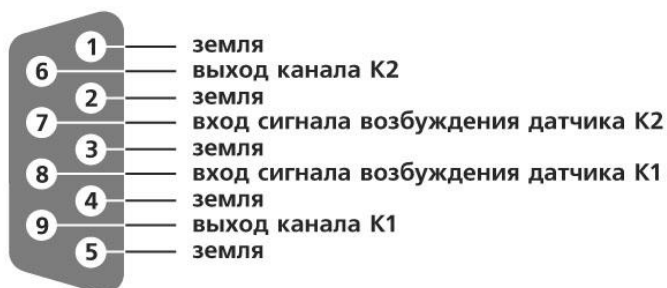 1 земля
6 выход канала К2
2 земля
7 вход сигнала возбуждения датчика К2
3 земля
8 вход сигнала возбуждения датчика К1
4 земля
9 выход канала К1
5 земля